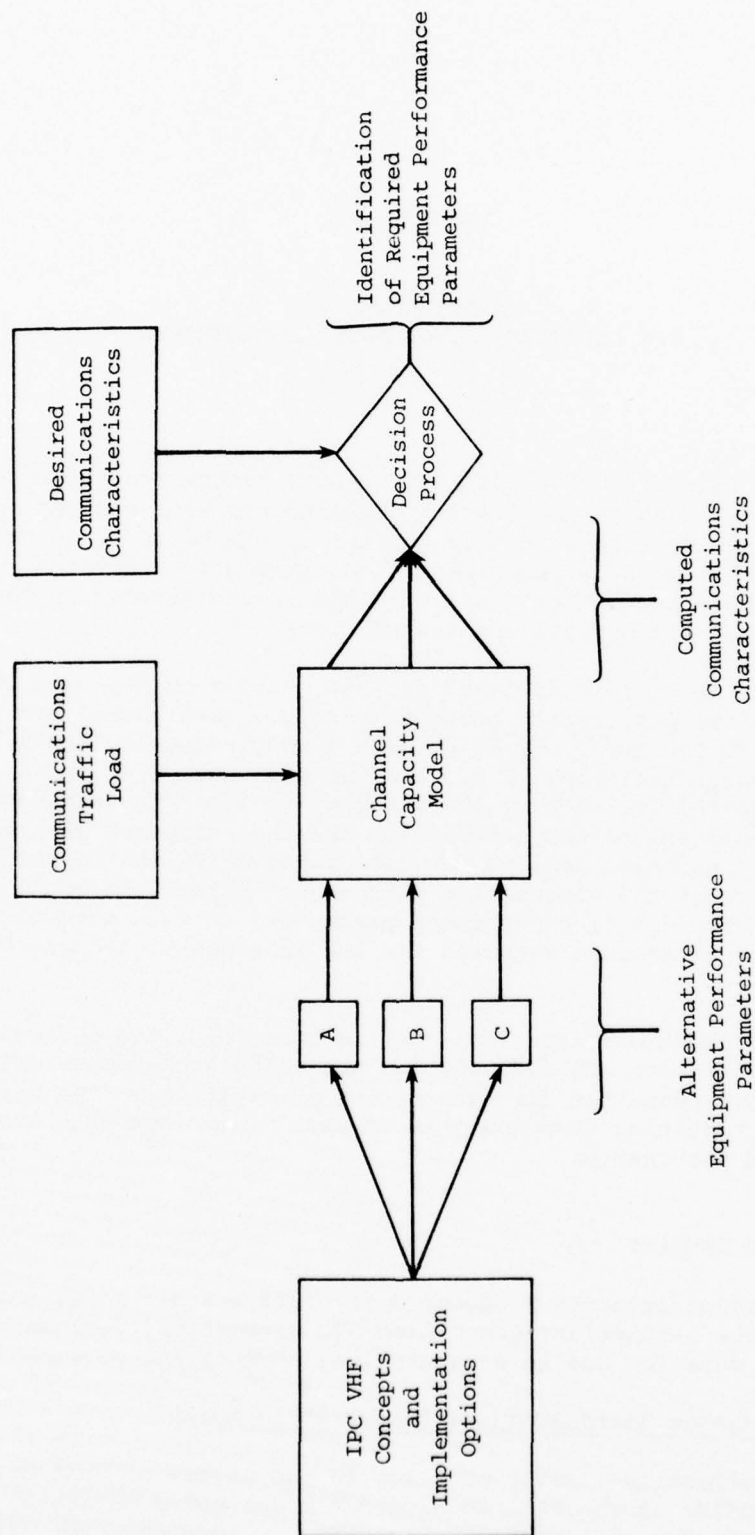 Desired
Communications
Characteristics
Communications
Traffic
Load
Identification
of Required
Equipment Performance
Parameters
Decision
Process
Channel
Capacity
Model
A
B
C
IPC VHF
Concepts
and
Implementation
Options
Alternative
Equipment Performance
Parameters
Computed
Communications
Characteristics